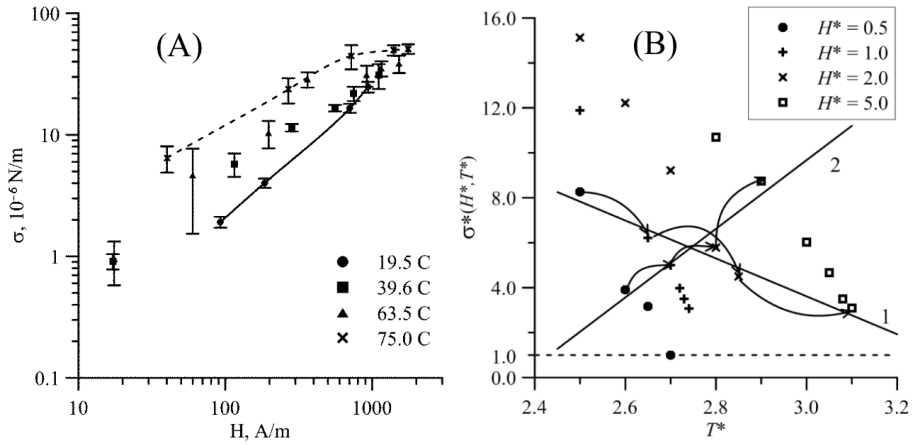 (A)
σ, 10⁻⁶ N/m
100
10
1
0.1
10
100
1000
H, A/m
19.5 C
39.6 C
63.5 C
75.0 C
(B)
σ*(H*,T*)
16.0
12.0
8.0
4.0
1.0
0.0
2.4
2.6
2.8
3.0
3.2
T*
H* = 0.5
H* = 1.0
H* = 2.0
H* = 5.0
2
1